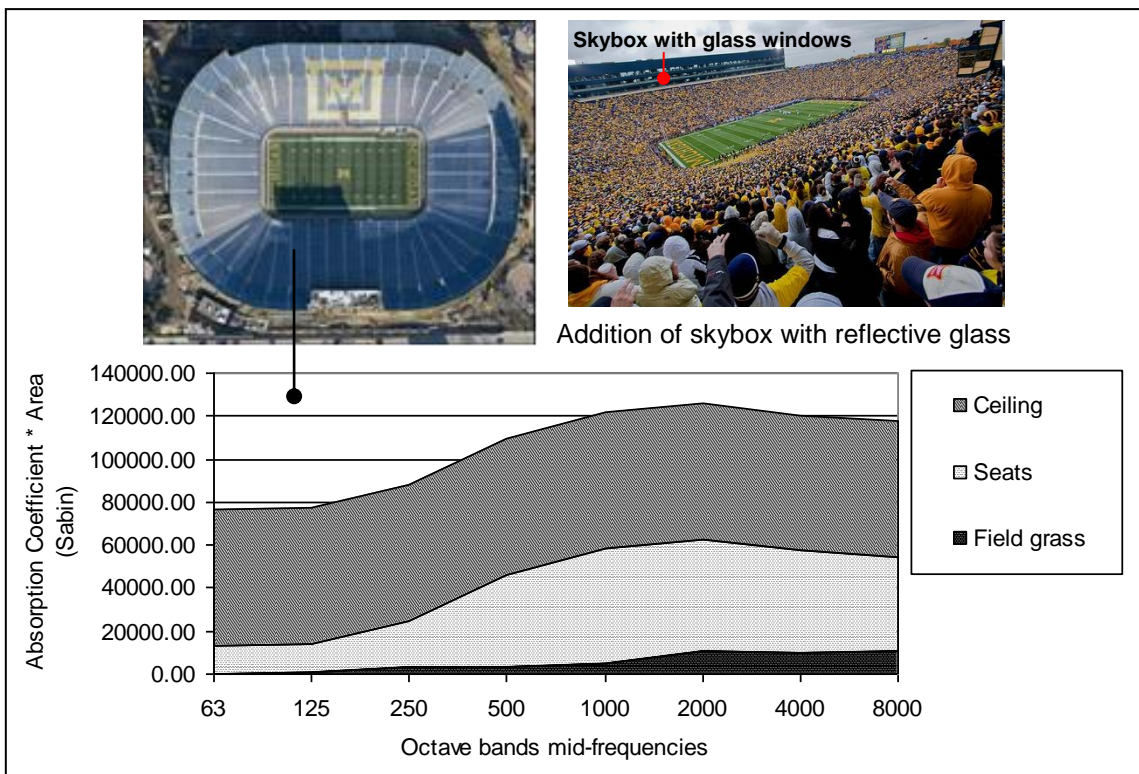 Skybox with glass windows
M
M
Addition of skybox with reflective glass
140000.00
120000.00
100000.00
80000.00
60000.00
40000.00
20000.00
0.00
Absorption Coefficient * Area
(Sabin)
63 125 250 500 1000 2000 4000 8000
Octave bands mid-frequencies
Ceiling
Seats
Field grass